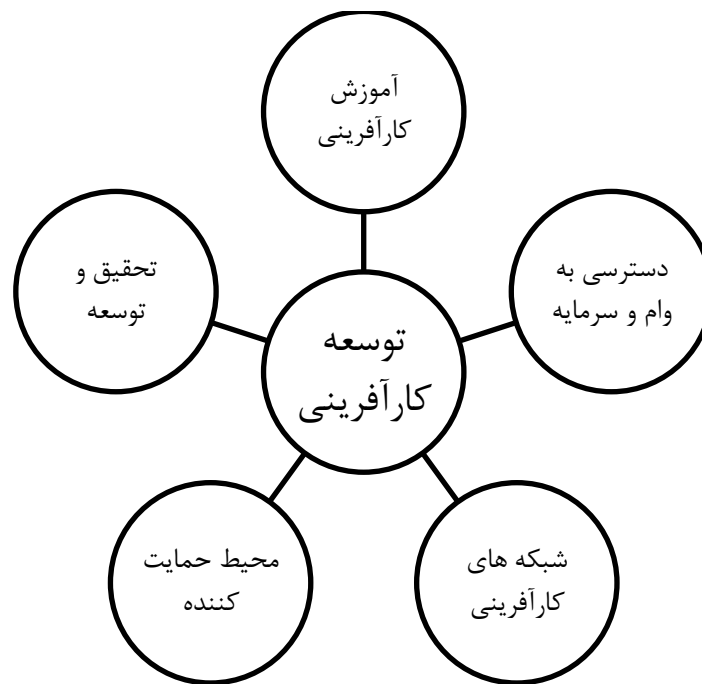 آموزش
کارآفرینی
دسترسی به
وام و سرمایه
تحقیق و
توسعه
توسعه
کارآفرینی
شبکه های
کارآفرینی
محیط حمایت
کننده